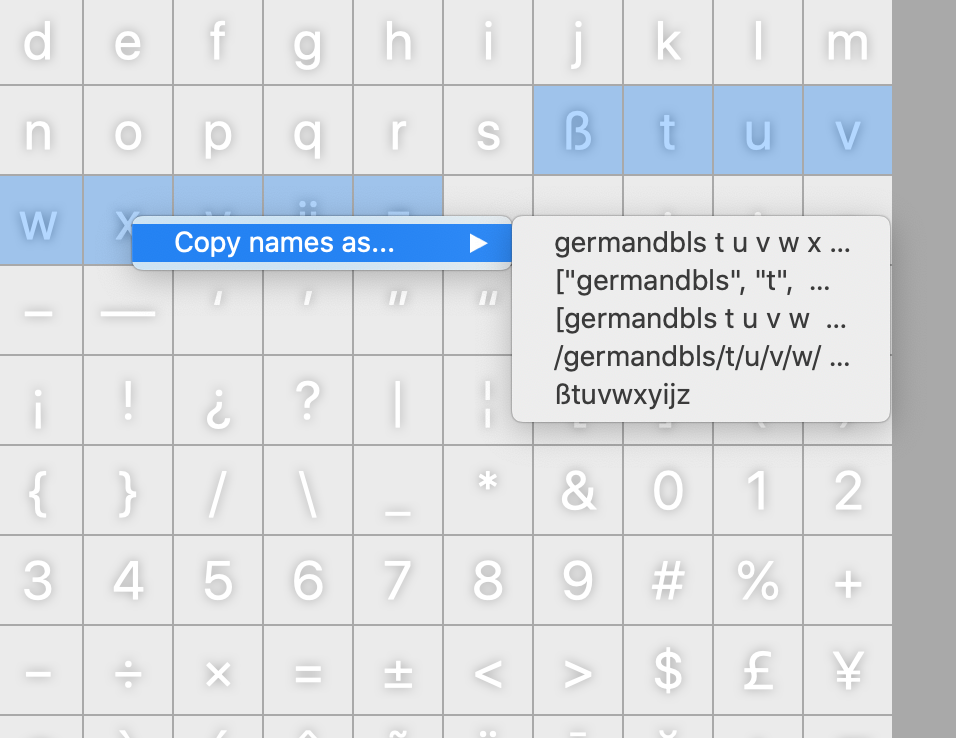 d e f g h i j k l m
n o p q r s ß t u v
w x
Copy names as...
germandbls t u v w x ...
["germandbls", "t", ...
[germandbls t u v w ...
/germandbls/t/u/v/w/ ...
ßtuvwxyijz
– — ‘ ’ " “
¡ ! ¿ ? | ¦
{ } / \ _ * & 0 1 2
3 4 5 6 7 8 9 # % +
− ÷ × = ± < > $ £ ¥